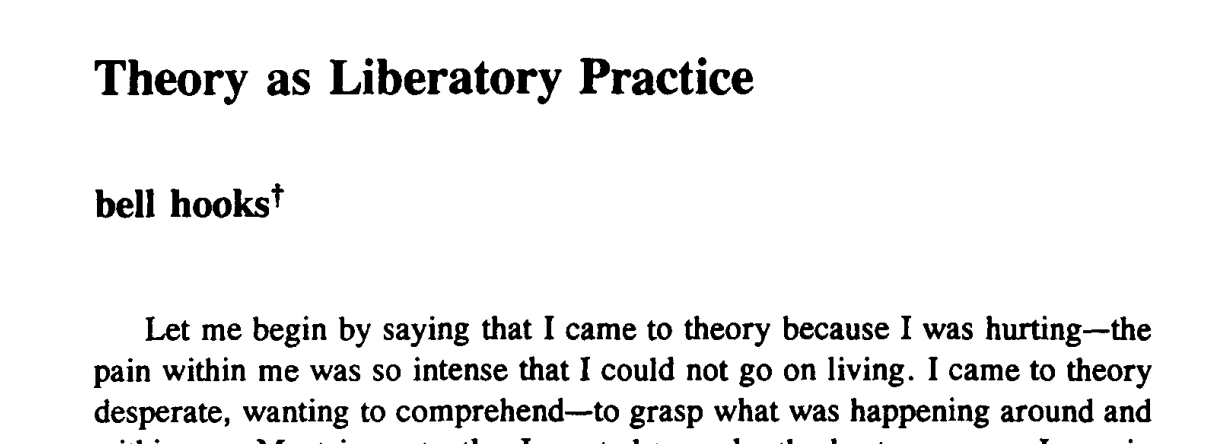 Theory as Liberatory Practice
bell hooks†
Let me begin by saying that I came to theory because I was hurting—the
pain within me was so intense that I could not go on living. I came to theory
desperate, wanting to comprehend—to grasp what was happening around and